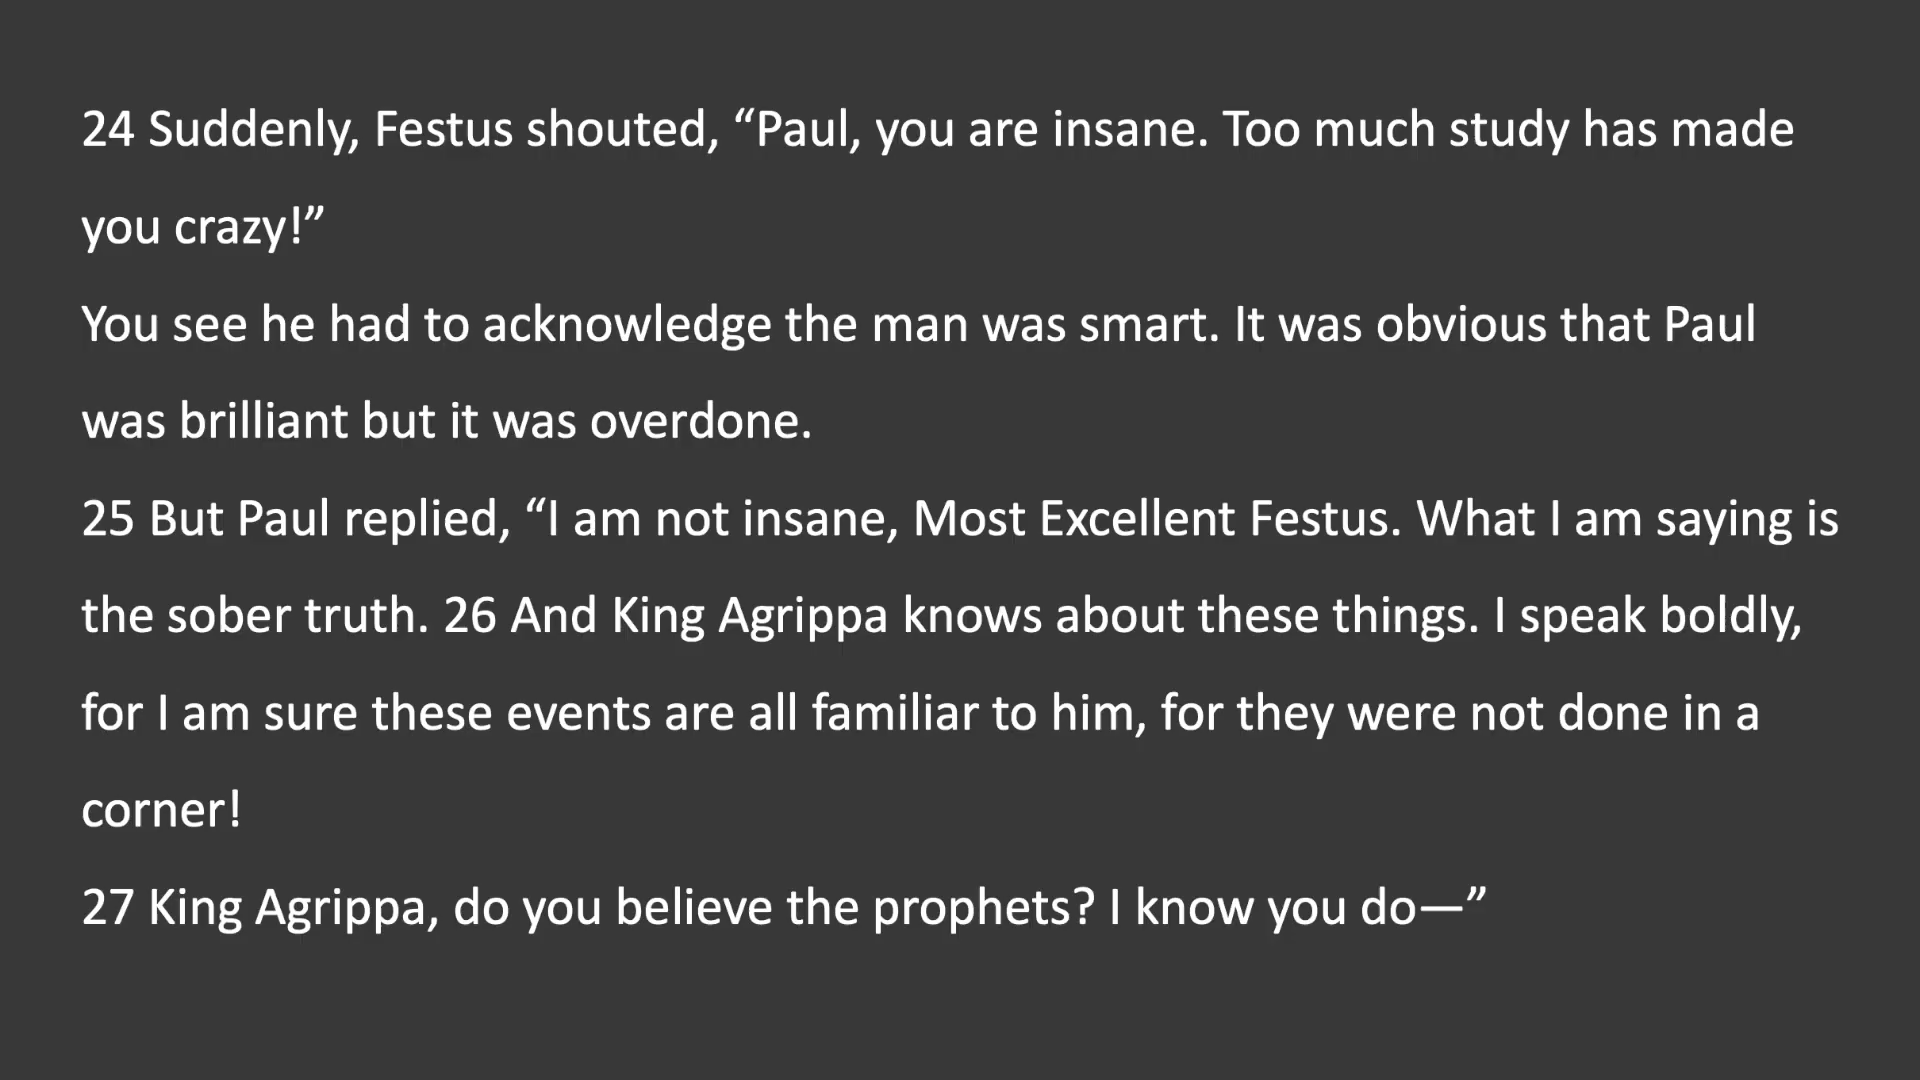 24 Suddenly, Festus shouted, “Paul, you are insane. Too much study has made
you crazy!”
You see he had to acknowledge the man was smart. It was obvious that Paul
was brilliant but it was overdone.
25 But Paul replied, “I am not insane, Most Excellent Festus. What I am saying is
the sober truth. 26 And King Agrippa knows about these things. I speak boldly,
for I am sure these events are all familiar to him, for they were not done in a
corner!
27 King Agrippa, do you believe the prophets? I know you do—”